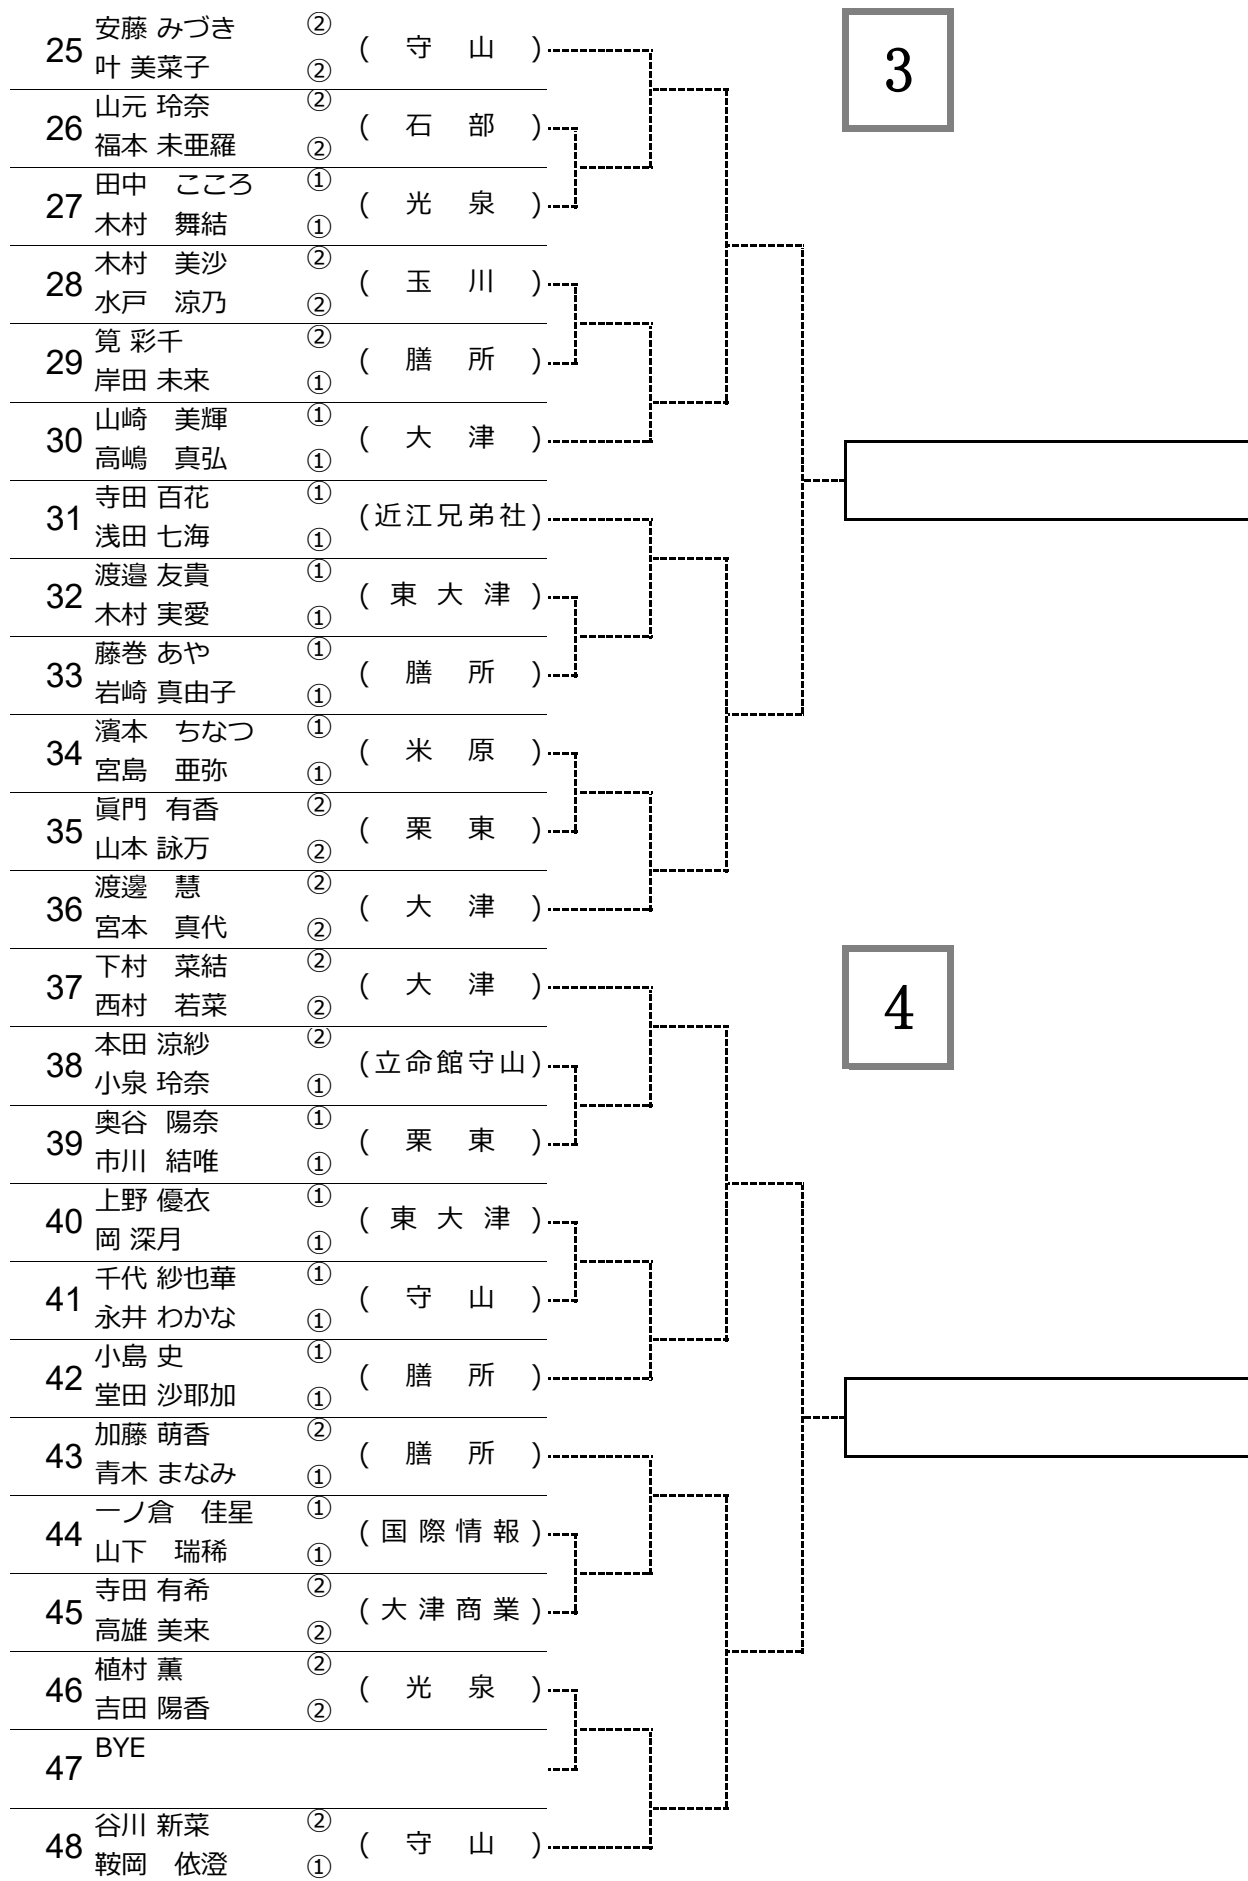 3
25 安藤 みづき ② ( 守 山 )
叶 美菜子 ②
26 山元 玲奈 ② ( 石 部 )
福本 未亜羅 ②
27 田中 こころ ① ( 光 泉 )
木村 舞結 ①
28 木村 美沙 ② ( 玉 川 )
水戸 涼乃 ②
29 筧 彩千 ② ( 膳 所 )
岸田 未来 ①
30 山崎 美輝 ① ( 大 津 )
高嶋 真弘 ①
31 寺田 百花 ① (近江兄弟社)
浅田 七海 ①
32 渡邉 友貴 ① ( 東 大 津 )
木村 実愛 ①
33 藤巻 あや ① ( 膳 所 )
岩崎 真由子 ①
34 濱本 ちなつ ① ( 米 原 )
宮島 亜弥 ①
35 眞門 有香 ② ( 栗 東 )
山本 詠万 ②
36 渡邊 慧 ② ( 大 津 )
宮本 真代 ②
4
37 下村 菜結 ② ( 大 津 )
西村 若菜 ②
38 本田 涼紗 ② (立命館守山)
小泉 玲奈 ①
39 奥谷 陽奈 ① ( 栗 東 )
市川 結唯 ①
40 上野 優衣 ① ( 東 大 津 )
岡 深月 ①
41 千代 紗也華 ① ( 守 山 )
永井 わかな ①
42 小島 史 ① ( 膳 所 )
堂田 沙耶加 ①
43 加藤 萌香 ② ( 膳 所 )
青木 まなみ ①
44 一ノ倉 佳星 ① ( 国 際 情 報 )
山下 瑞稀 ①
45 寺田 有希 ② ( 大 津 商 業 )
高雄 美来 ②
46 植村 薫 ② ( 光 泉 )
吉田 陽香 ②
47 BYE
48 谷川 新菜 ② ( 守 山 )
鞍岡 依澄 ①